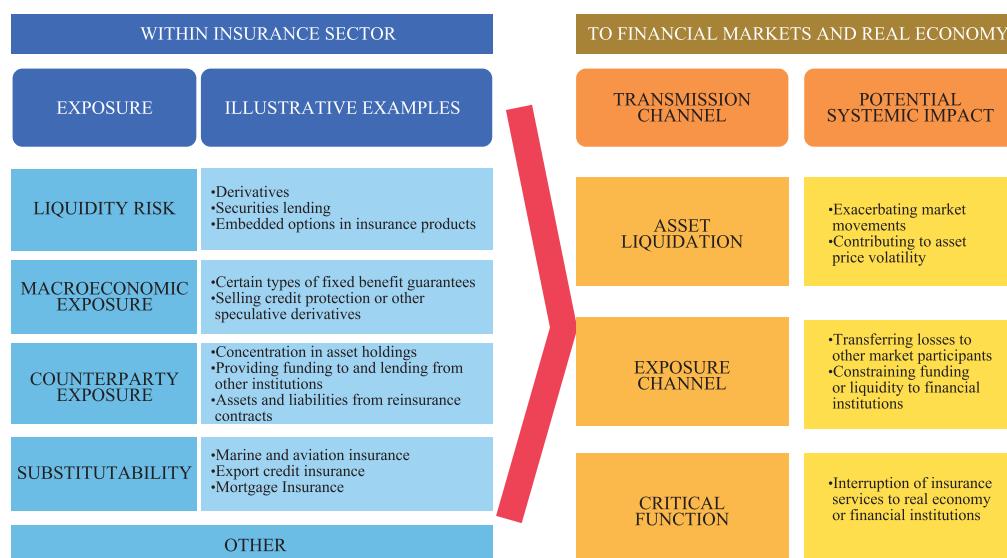 WITHIN INSURANCE SECTOR
EXPOSURE
ILLUSTRATIVE EXAMPLES
LIQUIDITY RISK
•Derivatives
•Securities lending
•Embedded options in insurance products
MACROECONOMIC
EXPOSURE
•Certain types of fixed benefit guarantees
•Selling credit protection or other
speculative derivatives
COUNTERPARTY
EXPOSURE
•Concentration in asset holdings
•Providing funding to and lending from
other institutions
•Assets and liabilities from reinsurance
contracts
SUBSTITUTABILITY
•Marine and aviation insurance
•Export credit insurance
•Mortgage Insurance
OTHER
TO FINANCIAL MARKETS AND REAL ECONOMY
TRANSMISSION
CHANNEL
POTENTIAL
SYSTEMIC IMPACT
ASSET
LIQUIDATION
•Exacerbating market
movements
•Contributing to asset
price volatility
EXPOSURE
CHANNEL
•Transferring losses to
other market participants
•Constraining funding
or liquidity to financial
institutions
CRITICAL
FUNCTION
•Interruption of insurance
services to real economy
or financial institutions